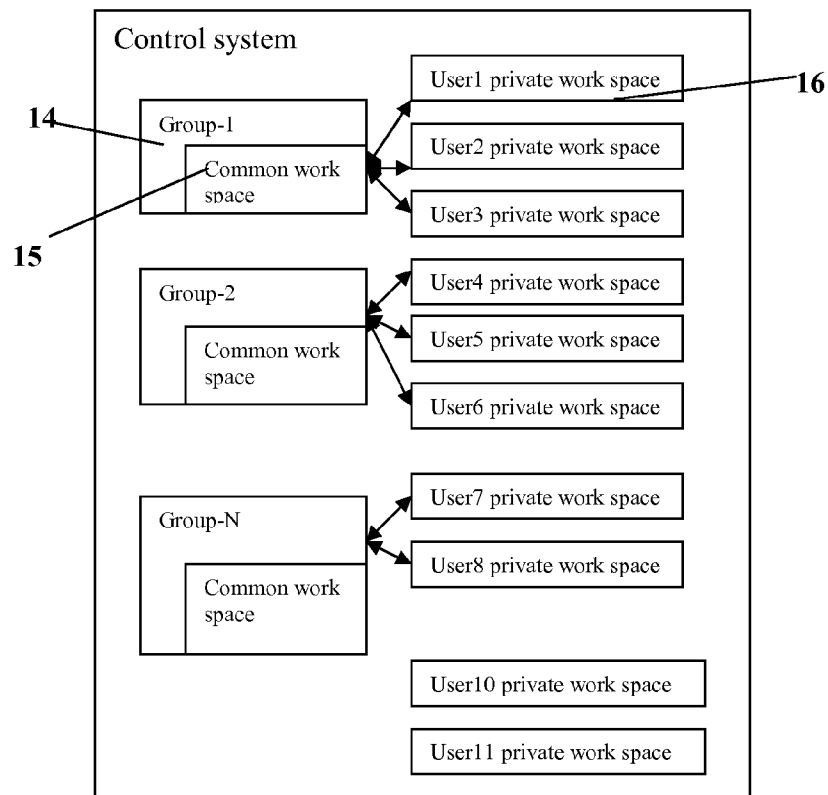 Control system
User1 private work space
16
14
Group-1
User2 private work space
Common work
space
15
User3 private work space
Group-2
User4 private work space
Common work
space
User5 private work space
User6 private work space
Group-N
User7 private work space
User8 private work space
Common work
space
User10 private work space
User11 private work space